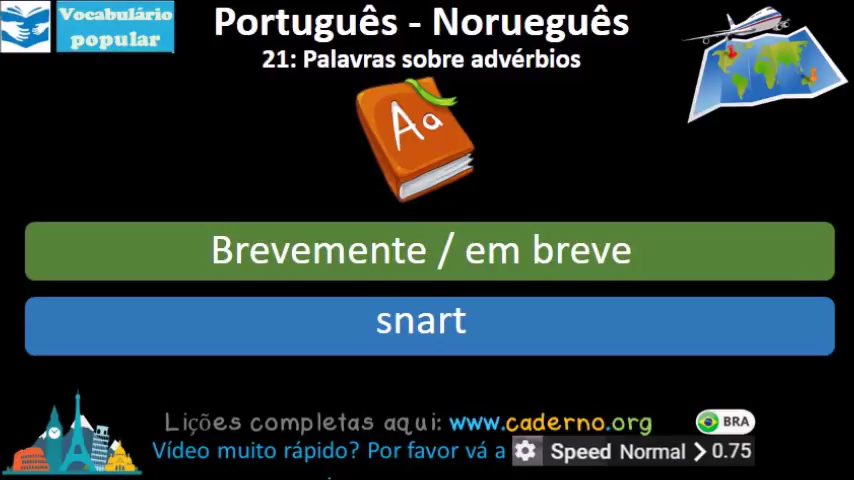 Vocabulário
popular
Português - Norueguês
21: Palavras sobre advérbios
Aa
Brevemente / em breve
snart
Lições completas aqui: www.caderno.org
BRA
Vídeo muito rápido? Por favor vá a Speed Normal > 0.75